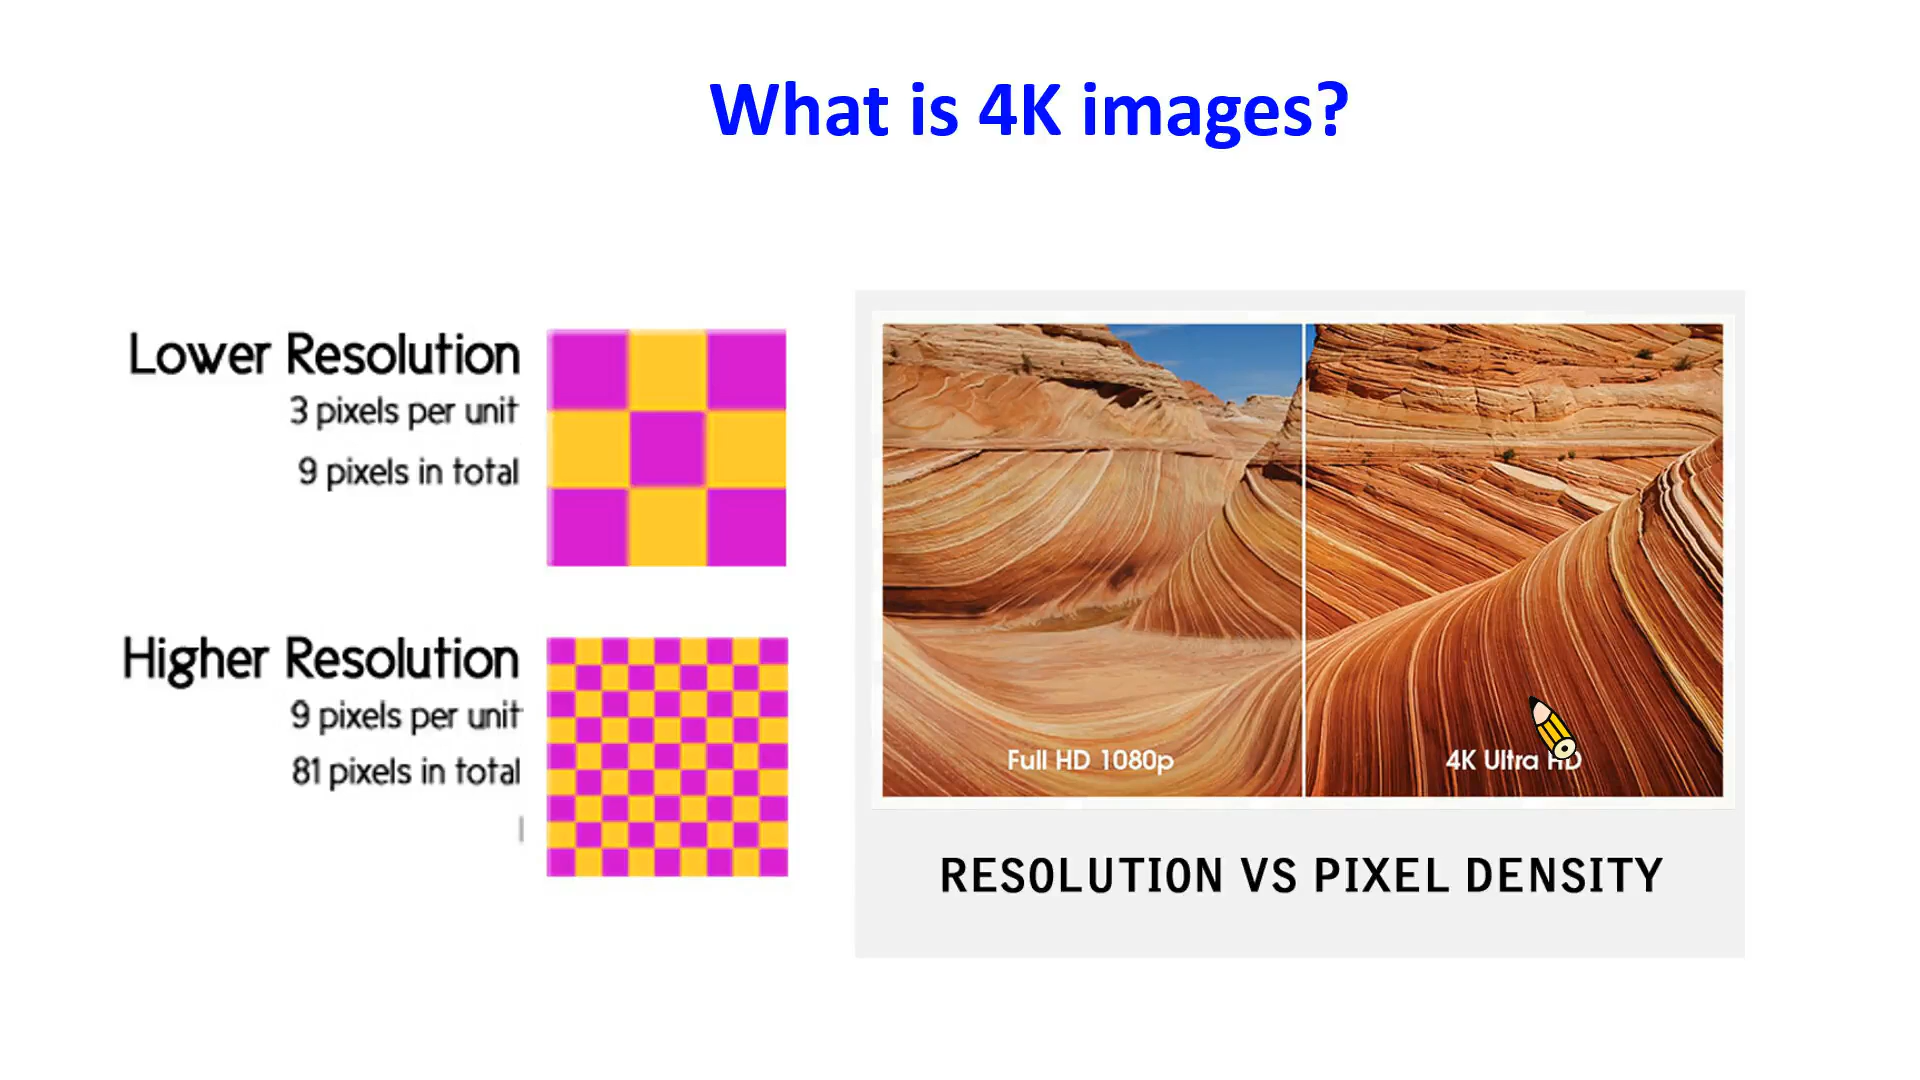 What is 4K images?
Lower Resolution
3 pixels per unit
9 pixels in total
Higher Resolution
9 pixels per unit
81 pixels in total
Full HD 1080p
4K Ultra HD
RESOLUTION VS PIXEL DENSITY